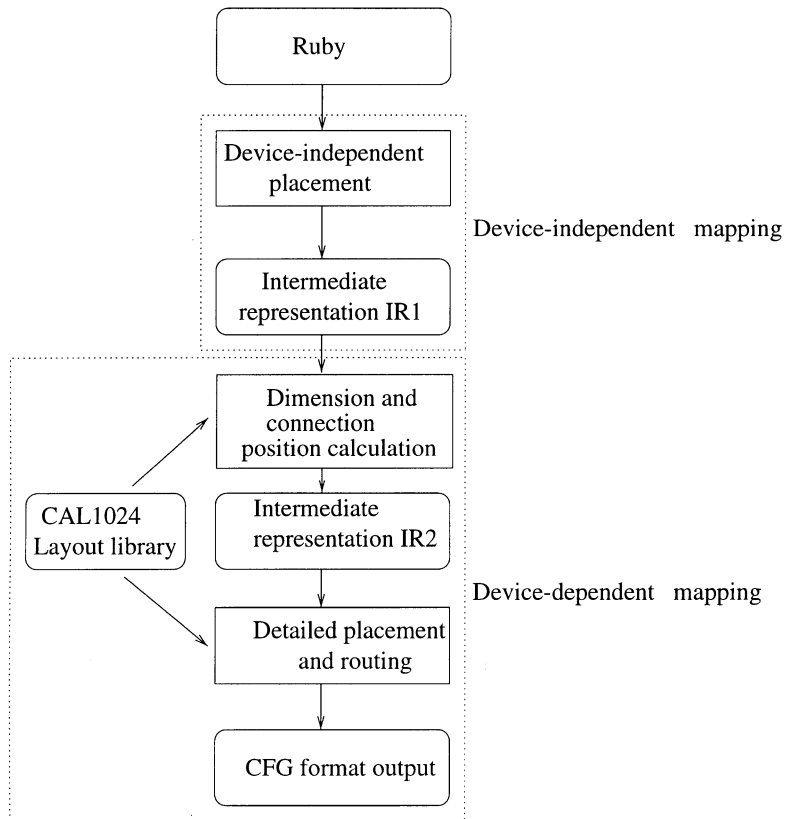 Ruby
Device-independent
placement
Device-independent mapping
Intermediate
representation IR1
Dimension and
connection
position calculation
CAL1024
Layout library
Intermediate
representation IR2
Device-dependent mapping
Detailed placement
and routing
CFG format output